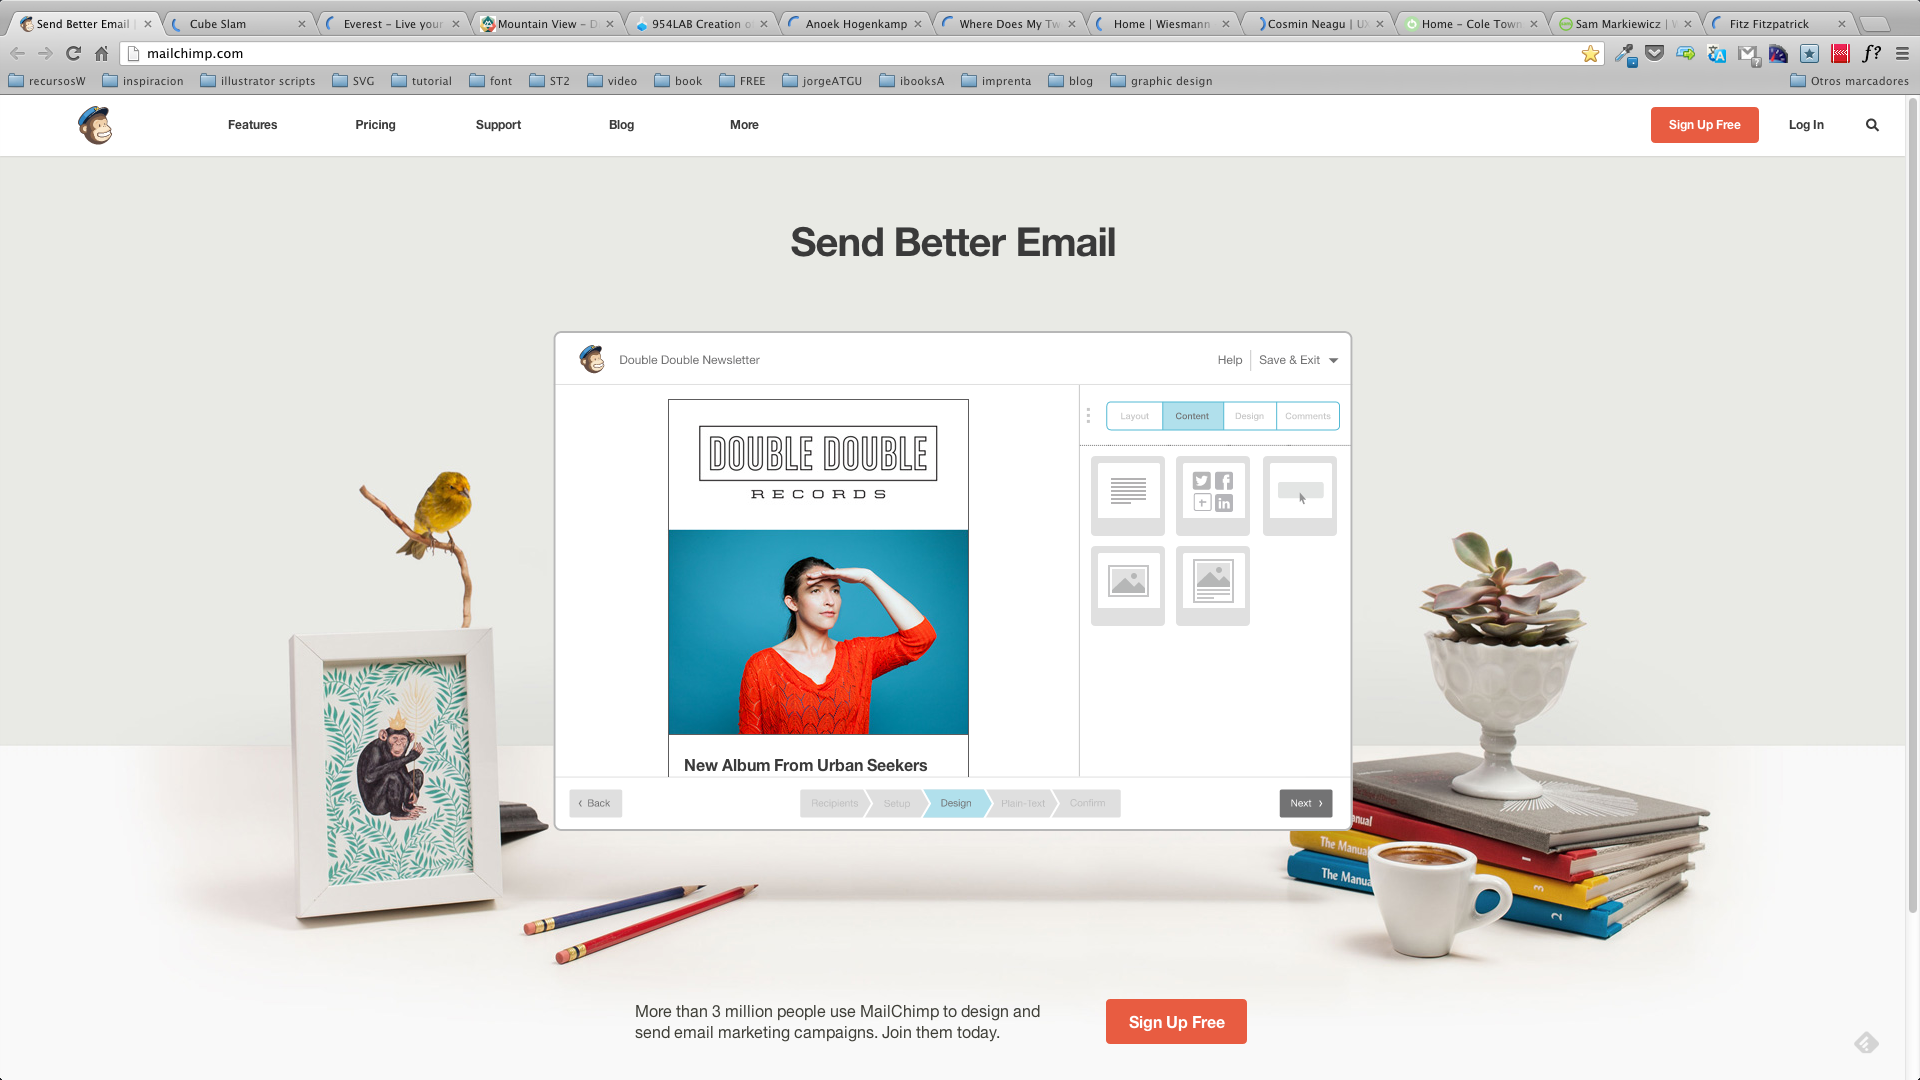 Send Better Email |
Cube Slam
Everest – Live your
Mountain View – D
954LAB Creation o
Anoek Hogenkamp
Where Does My Tw
Home | Wiesmann
Cosmin Neagu | UX
Home – Cole Town
Sam Markiewicz | W
Fitz Fitzpatrick
mailchimp.com
f?
recursosW
inspiracion
illustrator scripts
SVG
tutorial
font
ST2
video
book
FREE
jorgeATGU
ibooksA
imprenta
blog
graphic design
Otros marcadores
Features
Pricing
Support
Blog
More
Sign Up Free
Log In
Send Better Email
Double Double Newsletter
Help
Save & Exit
Layout
Content
Design
Comments
DOUBLE DOUBLE
RECORDS
New Album From Urban Seekers
‹ Back
Recipients
Setup
Design
Plain-Text
Confirm
Next ›
anual
1
The Manua
3
The Manua
2
More than 3 million people use MailChimp to design and
send email marketing campaigns. Join them today.
Sign Up Free